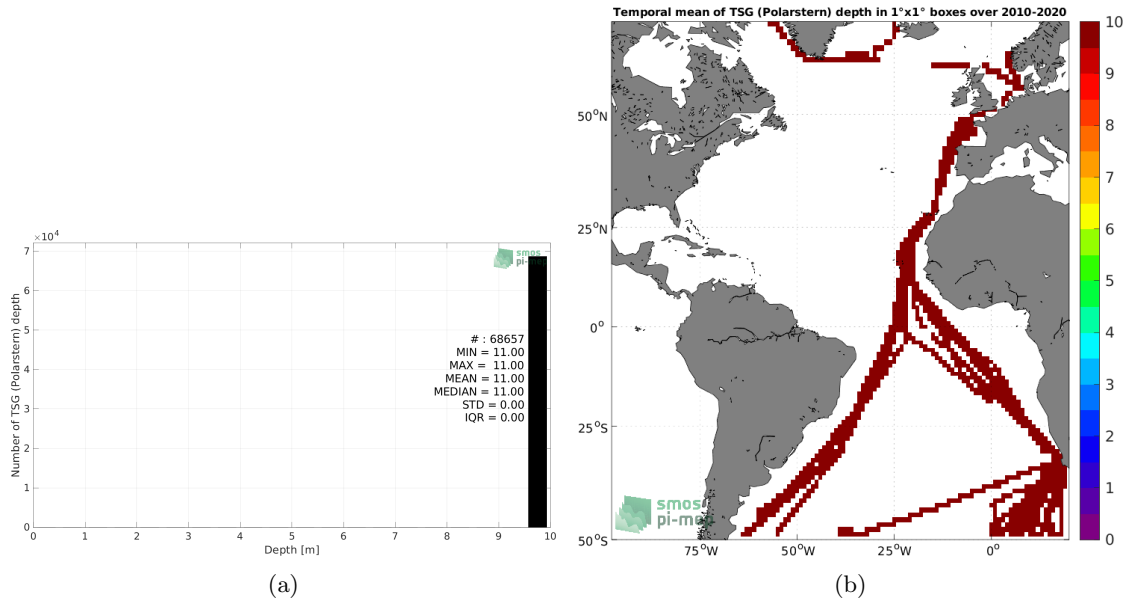 ×10⁴
7
6
5
4
3
2
1
0
Number of TSG (Polarstern) depth
smos
pi-mep
# : 68657
MIN = 11.00
MAX = 11.00
MEAN = 11.00
MEDIAN = 11.00
STD = 0.00
IQR = 0.00
0 1 2 3 4 5 6 7 8 9 10
Depth [m]
(a)
Temporal mean of TSG (Polarstern) depth in 1°x1° boxes over 2010-2020
50°N
25°N
0°
25°S
50°S
75°W 50°W 25°W 0°
smos
pi-mep
10
9
8
7
6
5
4
3
2
1
0
(b)